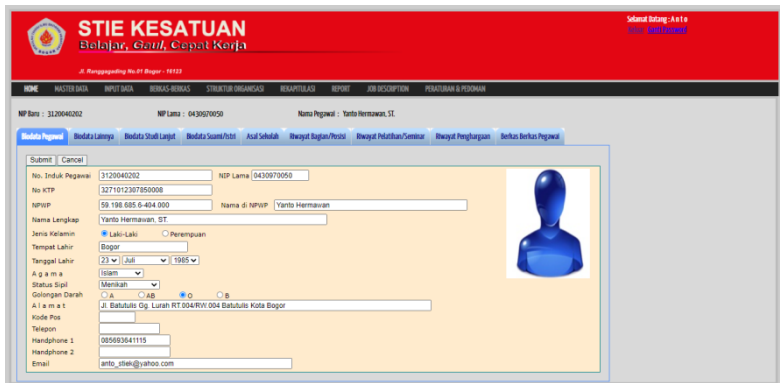 Selamat Datang : A n t o
Ganti Password
STIE KESATUAN
Belajar, Gaul, Cepat Kerja
Jl. Ranggagading No.01 Bogor - 16123
HOME MASTER DATA INPUT DATA BERKAS-BERKAS STRUKTUR ORGANISASI REKAPITULASI REPORT JOB DESCRIPTION PERATURAN & PEDOMAN
NIP Baru : 3120040202 NIP Lama : 0430970050 Nama Pegawai : Yanto Hermawan, ST.
Biodata Pegawai Biodata Lainnya Biodata Studi Lanjut Biodata Suami/Istri Asal Sekolah Riwayat Bagian/Posisi Riwayat Pelatihan/Seminar Riwayat Penghargaan Berkas Berkas Pegawai
Submit Cancel
No. Induk Pegawai 3120040202 NIP Lama 0430970050
No KTP 3271012307850008
NPWP 59.198.685.6-404.000 Nama di NPWP Yanto Hermawan
Nama Lengkap Yanto Hermawan, ST.
Jenis Kelamin Laki-Laki Perempuan
Tempat Lahir Bogor
Tanggal Lahir 23 Juli 1985
A g a m a Islam
Status Sipil Menikah
Golongan Darah A AB O B
A l a m a t Jl. Batutulis Gg. Lurah RT.004/RW.004 Batutulis Kota Bogor
Kode Pos
Telepon
Handphone 1 085693641115
Handphone 2
Email anto_stiek@yahoo.com